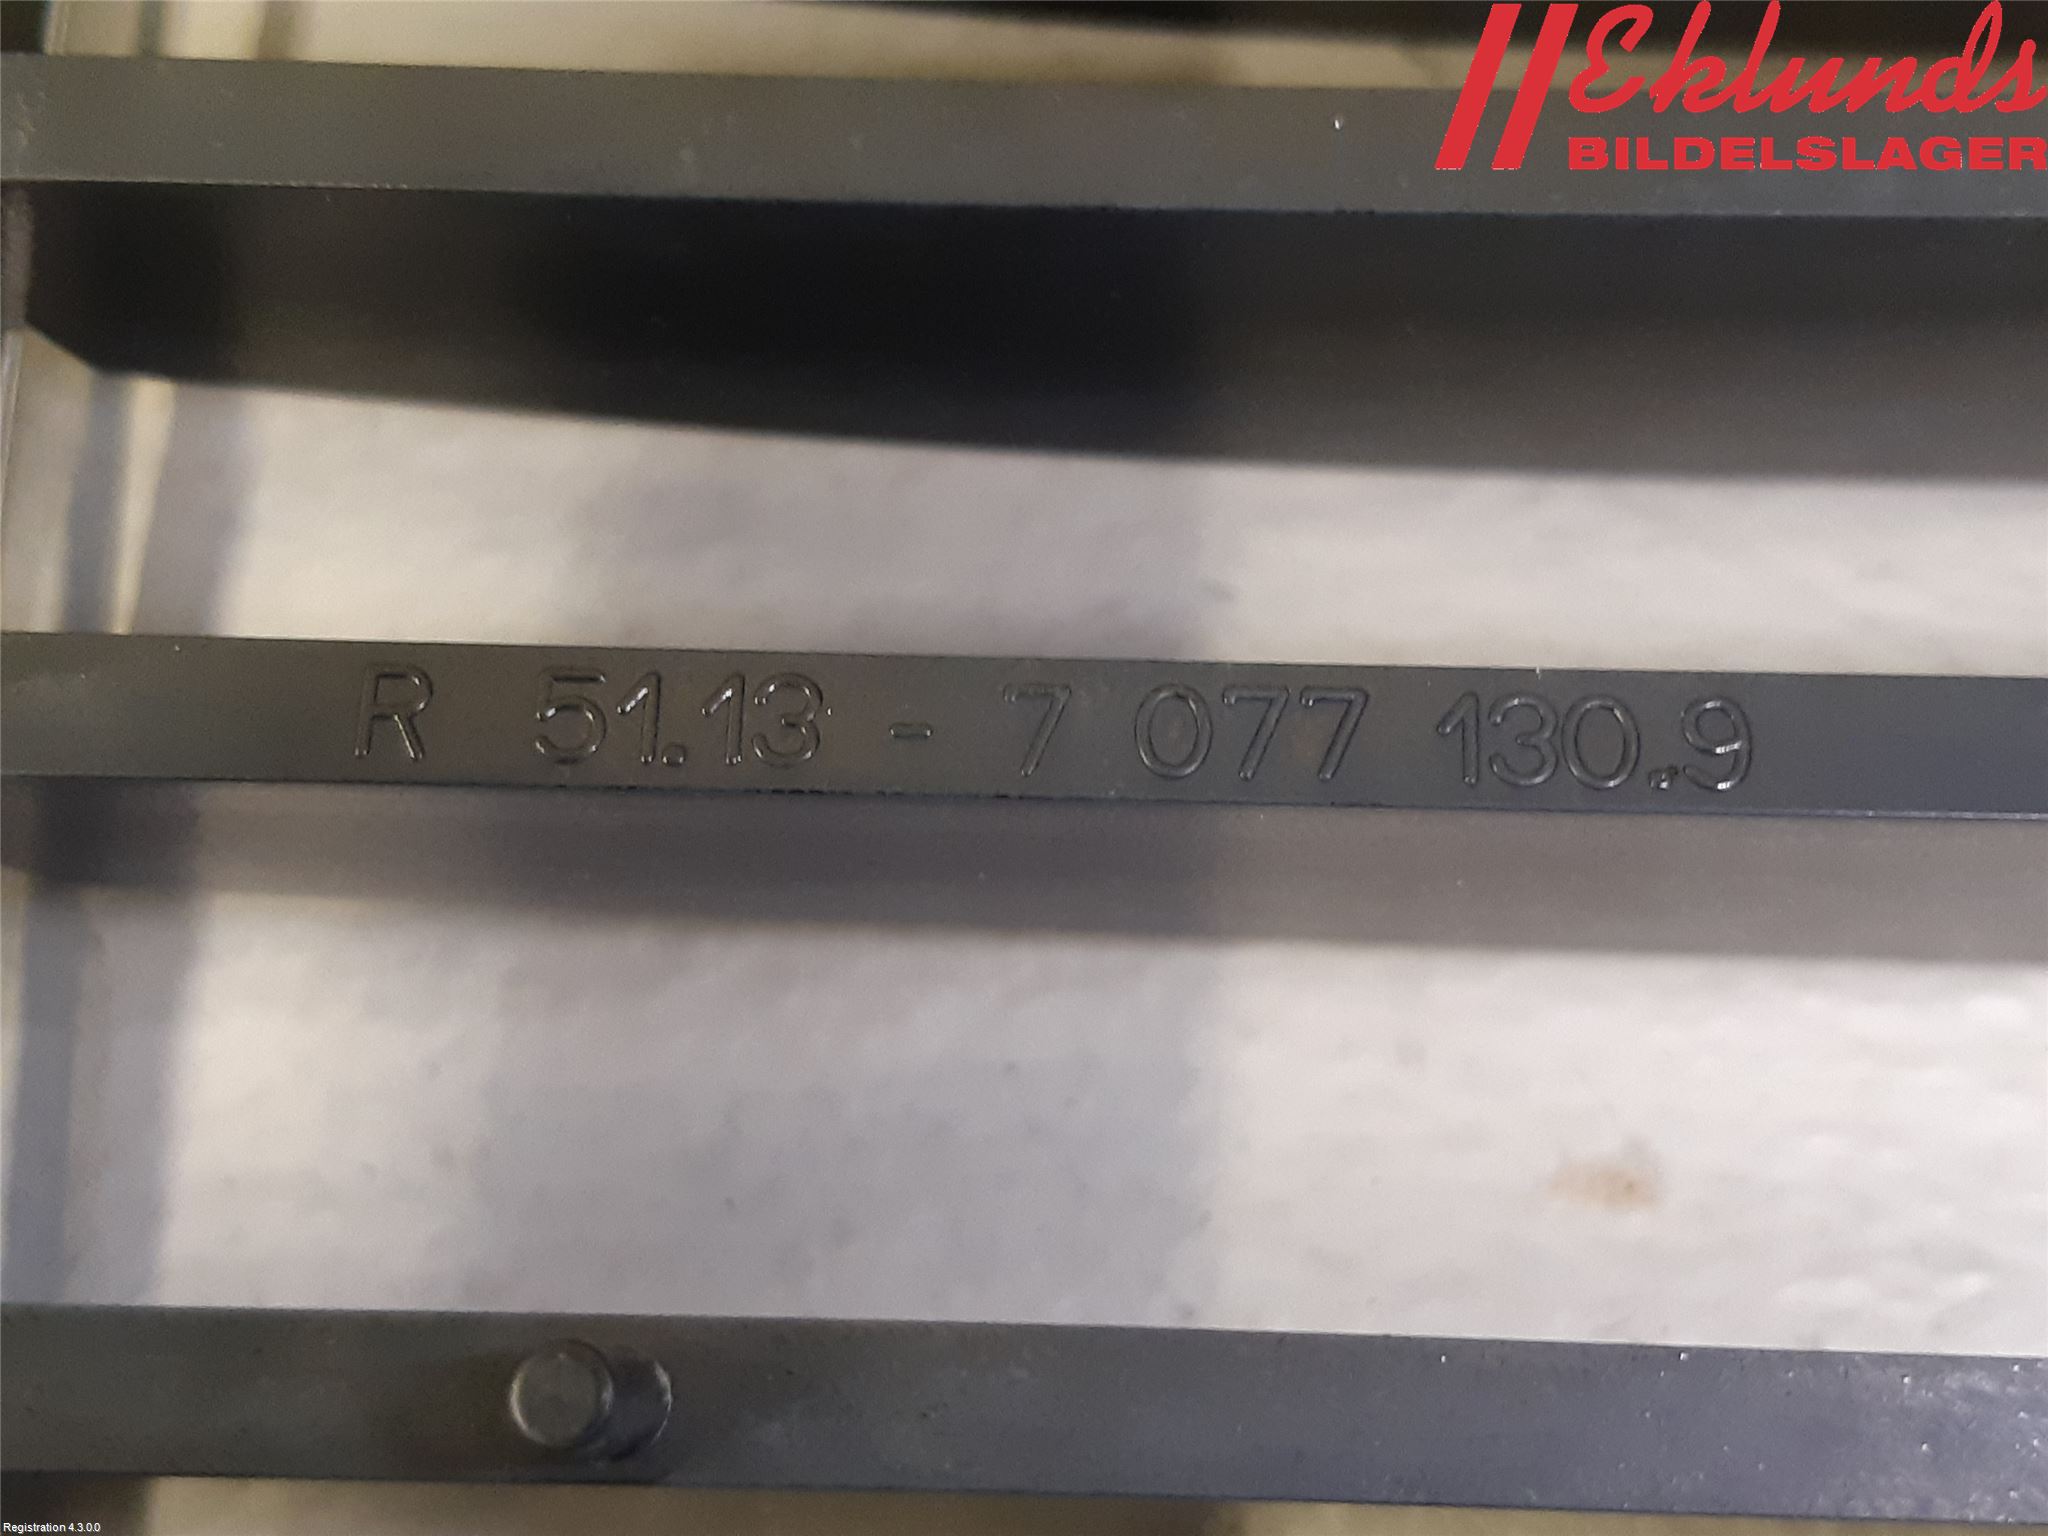 Eklunds
BILDELSLAGER
R 51.13 - 7 077 130.9
Registration 4.3.0.0